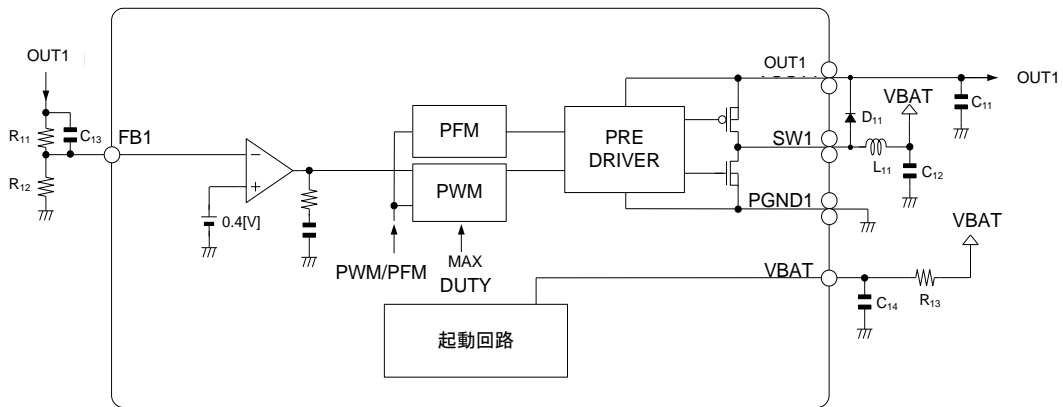 OUT1
R11
C13
FB1
R12
0.4[V]
PFM
PWM
PWM/PFM
MAX
DUTY
PRE
DRIVER
OUT1
SW1
PGND1
VBAT
起動回路
D11
VBAT
L11
C12
C11
OUT1
VBAT
C14
R13